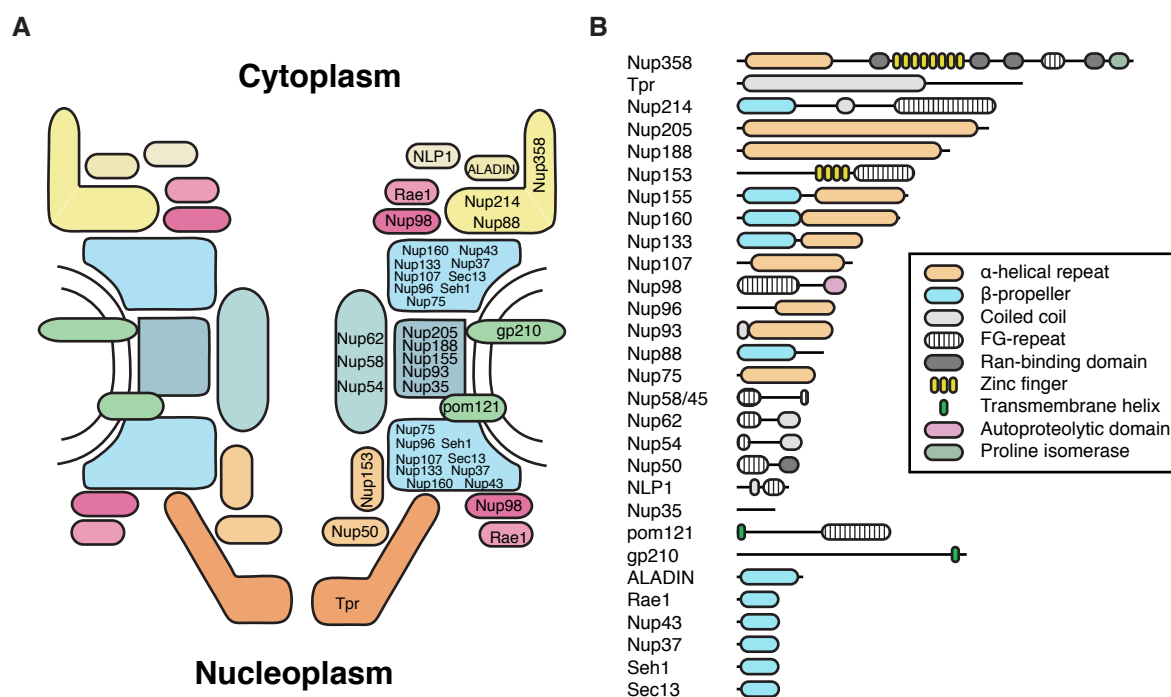 A
Cytoplasm
NLP1
ALADIN
Nup358
Rae1
Nup98
Nup214
Nup88
Nup160 Nup43
Nup133 Nup37
Nup107 Sec13
Nup96 Seh1
Nup75
Nup62
Nup58
Nup54
Nup205
Nup188
Nup155
Nup93
Nup35
gp210
pom121
Nup75
Nup96 Seh1
Nup107 Sec13
Nup133 Nup37
Nup160 Nup43
Nup153
Nup50
Nup98
Rae1
Tpr
Nucleoplasm
B
Nup358
Tpr
Nup214
Nup205
Nup188
Nup153
Nup155
Nup160
Nup133
Nup107
Nup98
Nup96
Nup93
Nup88
Nup75
Nup58/45
Nup62
Nup54
Nup50
NLP1
Nup35
pom121
gp210
ALADIN
Rae1
Nup43
Nup37
Seh1
Sec13
α-helical repeat
β-propeller
Coiled coil
FG-repeat
Ran-binding domain
Zinc finger
Transmembrane helix
Autoproteolytic domain
Proline isomerase